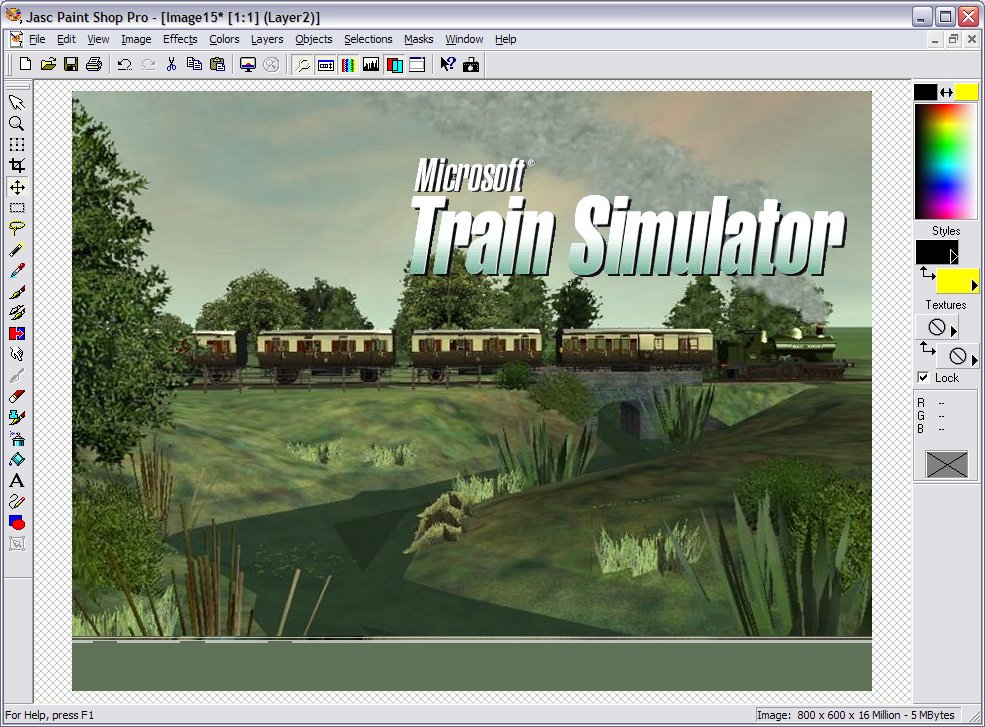 Jasc Paint Shop Pro - [Image15* [1:1] (Layer2)]
File Edit View Image Effects Colors Layers Objects Selections Masks Window Help
Microsoft®
Train Simulator
Styles
Textures
Lock
R --
G --
B --
A
For Help, press F1
Image: 800 x 600 x 16 Million - 5 MBytes